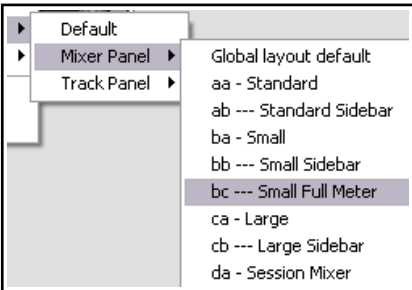 Default
Mixer Panel
Track Panel
Global layout default
aa - Standard
ab --- Standard Sidebar
ba - Small
bb --- Small Sidebar
bc --- Small Full Meter
ca - Large
cb --- Large Sidebar
da - Session Mixer